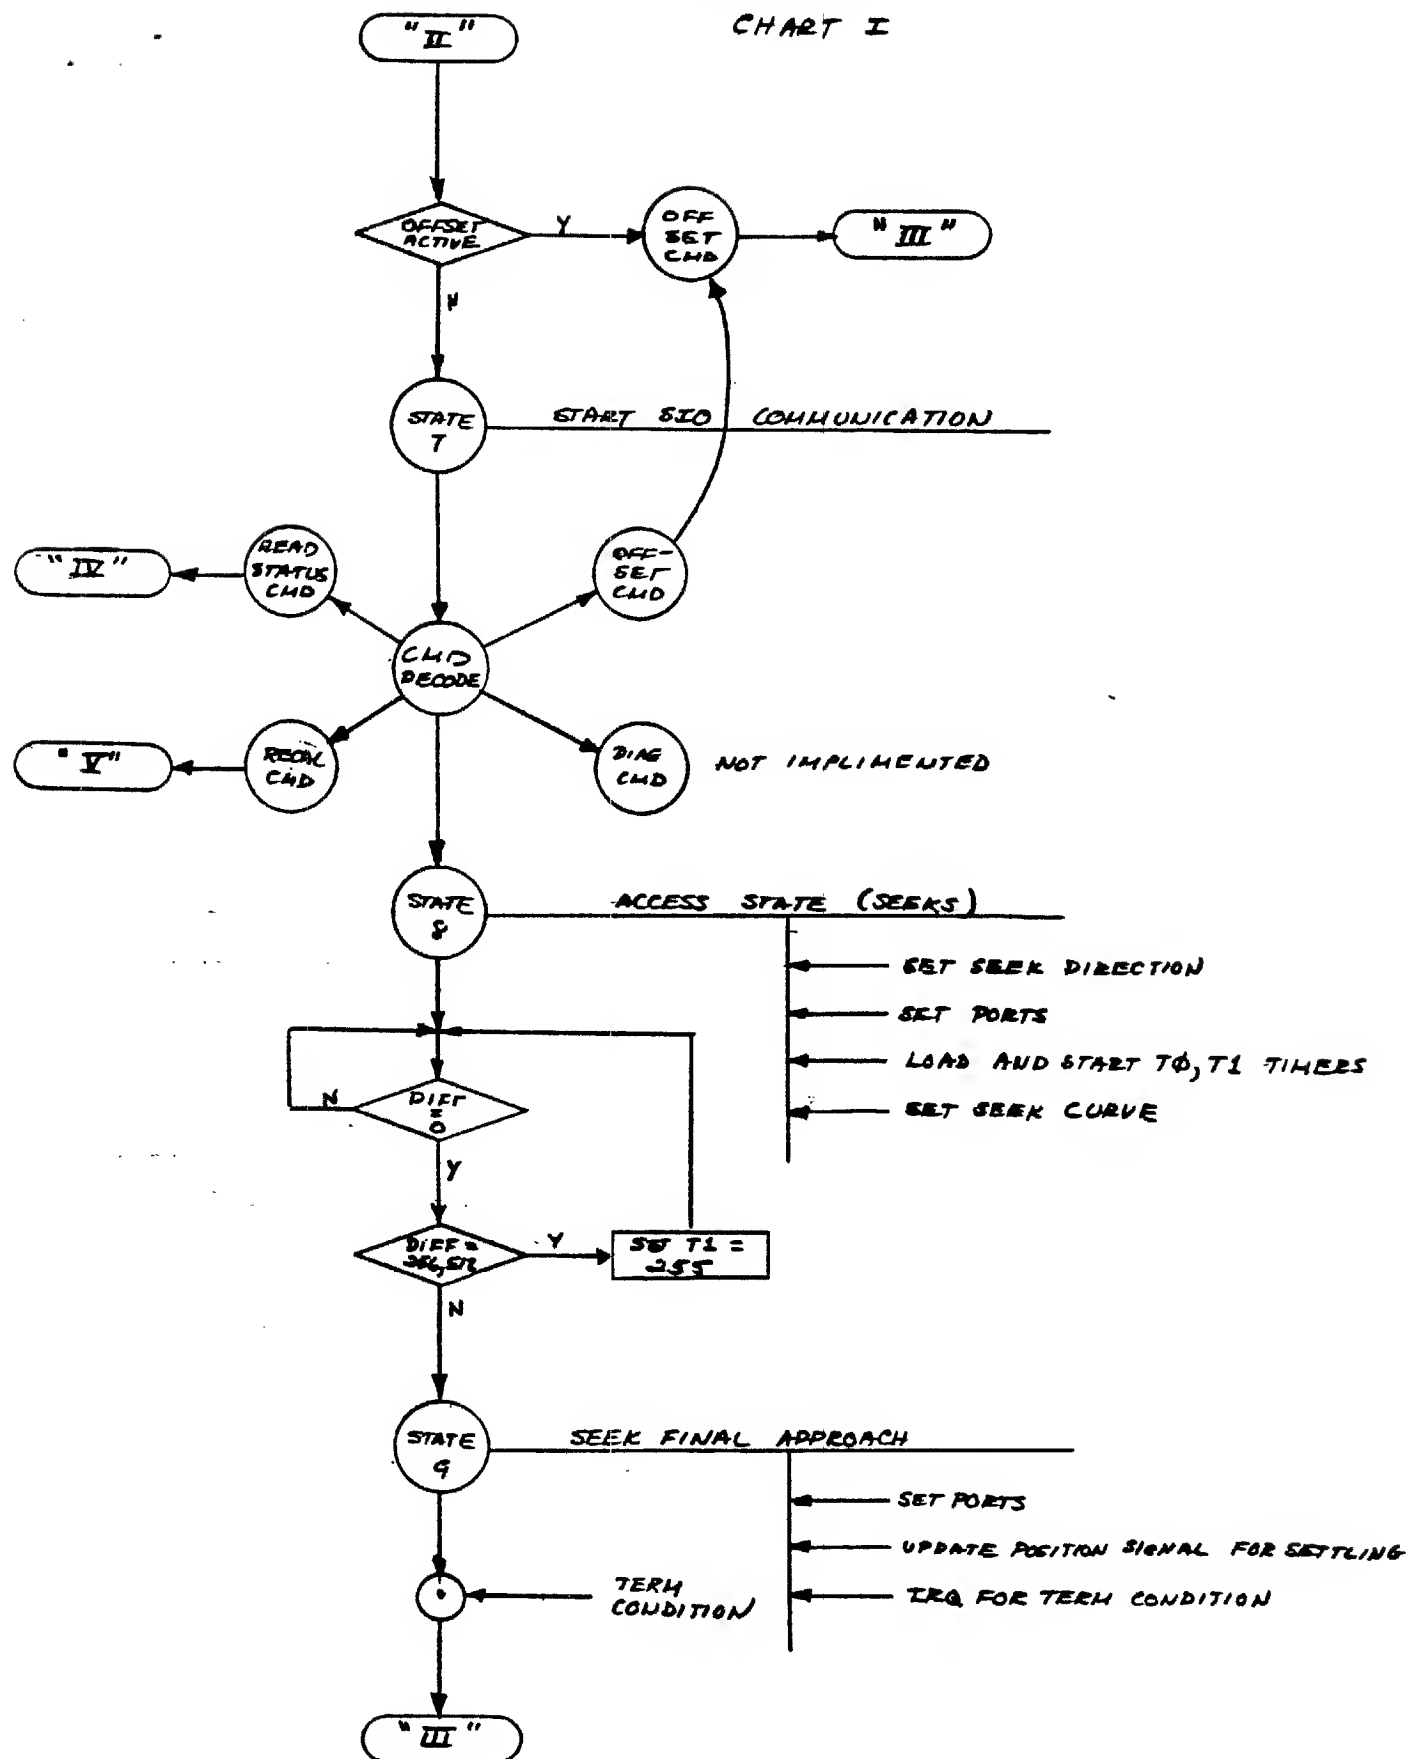 CHART I
"II"
OFFSET
ACTIVE
Y
OFF
SET
CMD
"III"
N
STATE
7
START SIO COMMUNICATION
READ
STATUS
CMD
"IV"
OFF-
SET
CMD
CMD
DECODE
RECAL
CMD
"V"
DIAG
CMD
NOT IMPLIMENTED
STATE
8
ACCESS STATE (SEEKS)
SET SEEK DIRECTION
SET PORTS
LOAD AND START TØ, T1 TIMERS
SET SEEK CURVE
N
DIFF
=
0
Y
DIFF =
Y
T1 =
255
N
STATE
9
SEEK FINAL APPROACH
SET PORTS
UPDATE POSITION SIGNAL FOR SETTLING
IRQ FOR TERM CONDITION
TERM
CONDITION
"III"